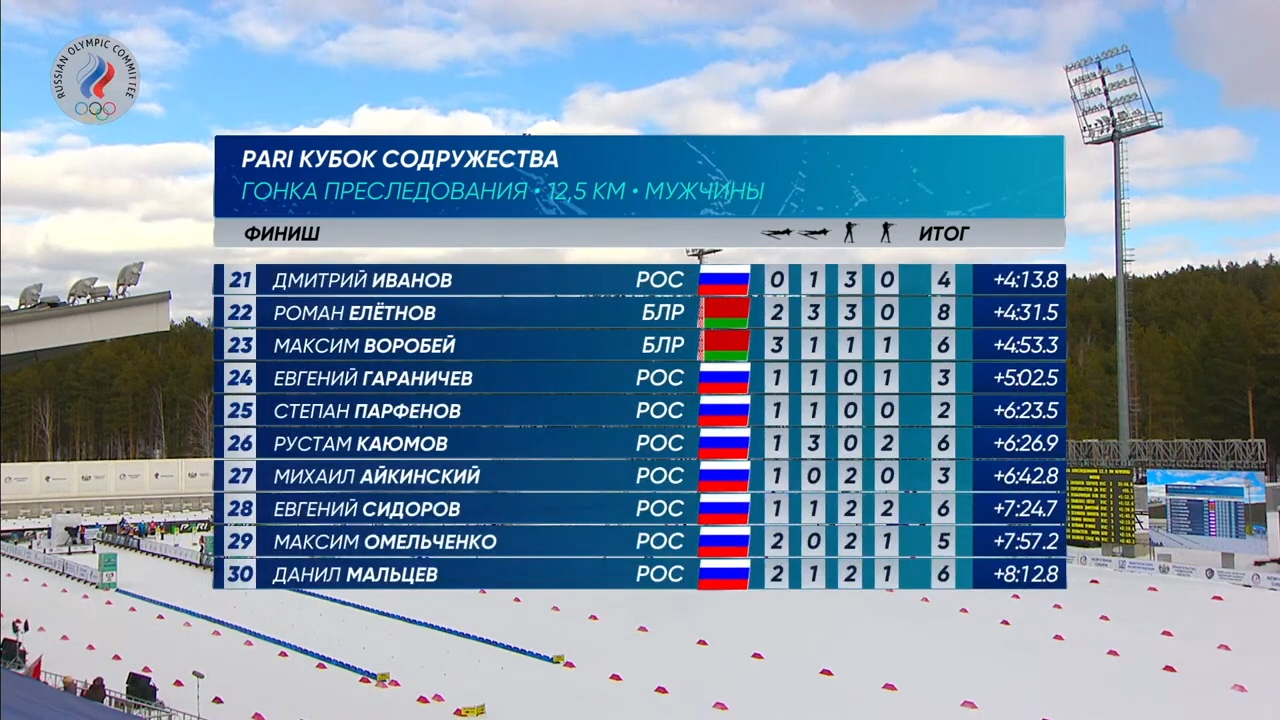 RUSSIAN OLYMPIC COMMITTEE
PARI КУБОК СОДРУЖЕСТВА
ГОНКА ПРЕСЛЕДОВАНИЯ • 12,5 КМ • МУЖЧИНЫ
ФИНИШ ИТОГ
21 ДМИТРИЙ ИВАНОВ РОС 0 1 3 0 4 +4:13.8
22 РОМАН ЕЛЁТНОВ БЛР 2 3 3 0 8 +4:31.5
23 МАКСИМ ВОРОБЕЙ БЛР 3 1 1 1 6 +4:53.3
24 ЕВГЕНИЙ ГАРАНИЧЕВ РОС 1 1 0 1 3 +5:02.5
25 СТЕПАН ПАРФЕНОВ РОС 1 1 0 0 2 +6:23.5
26 РУСТАМ КАЮМОВ РОС 1 3 0 2 6 +6:26.9
27 МИХАИЛ АЙКИНСКИЙ РОС 1 0 2 0 3 +6:42.8
28 ЕВГЕНИЙ СИДОРОВ РОС 1 1 2 2 6 +7:24.7
29 МАКСИМ ОМЕЛЬЧЕНКО РОС 2 0 2 1 5 +7:57.2
30 ДАНИЛ МАЛЬЦЕВ РОС 2 1 2 1 6 +8:12.8